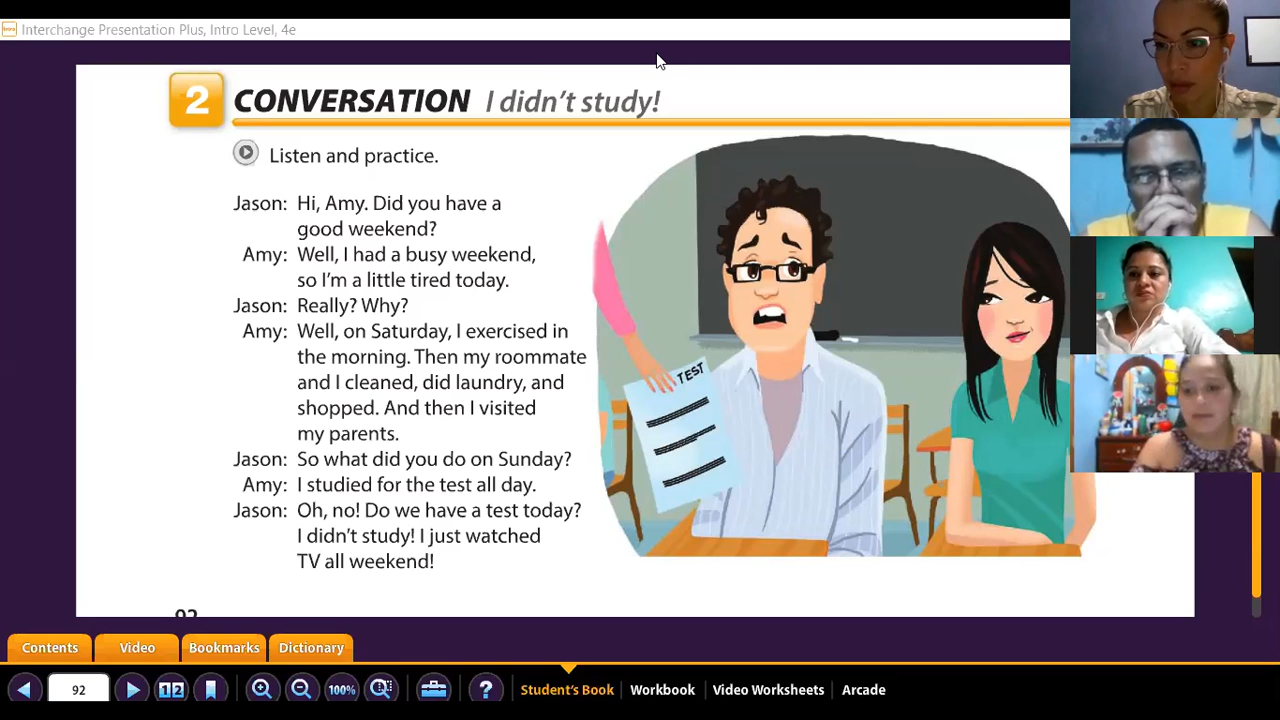 Interchange Presentation Plus, Intro Level, 4e
2 CONVERSATION I didn't study!
Listen and practice.
Jason: Hi, Amy. Did you have a
good weekend?
Amy: Well, I had a busy weekend,
so I'm a little tired today.
Jason: Really? Why?
Amy: Well, on Saturday, I exercised in
the morning. Then my roommate
and I cleaned, did laundry, and
shopped. And then I visited
my parents.
Jason: So what did you do on Sunday?
Amy: I studied for the test all day.
Jason: Oh, no! Do we have a test today?
I didn't study! I just watched
TV all weekend!
TEST
92
Contents Video Bookmarks Dictionary
92 1 2 100% ? Student's Book Workbook Video Worksheets Arcade